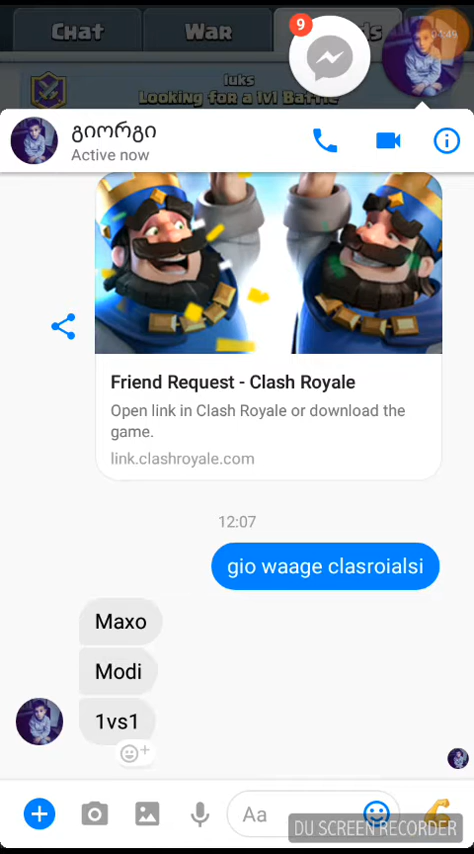 Chat
War
9
04:49
luks
Looking for a 1v1 Battle
გიორგი
Active now
Friend Request - Clash Royale
Open link in Clash Royale or download the
game.
link.clashroyale.com
12:07
gio waage clasroialsi
Maxo
Modi
1vs1
Aa
DU SCREEN RECORDER